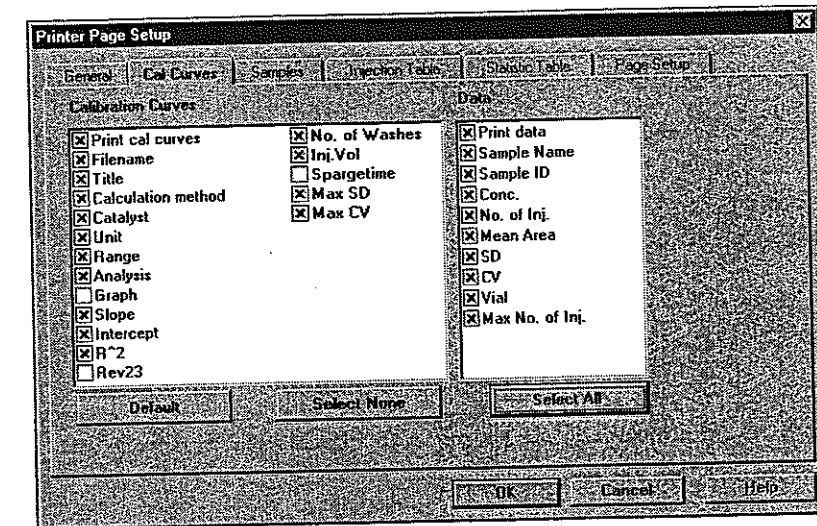 Printer Page Setup
General Cal Curves Samples Injection Table Statistic Table Page Setup
Calibration Curves
Print cal curves
Filename
Title
Calculation method
Catalyst
Unit
Range
Analysis
Graph
Slope
Intercept
R^2
Rev23
No. of Washes
Inj.Vol
Spargetime
Max SD
Max CV
Data
Print data
Sample Name
Sample ID
Conc.
No. of Inj.
Mean Area
SD
CV
Vial
Max No. of Inj.
Default Select None Select All
OK Cancel Help